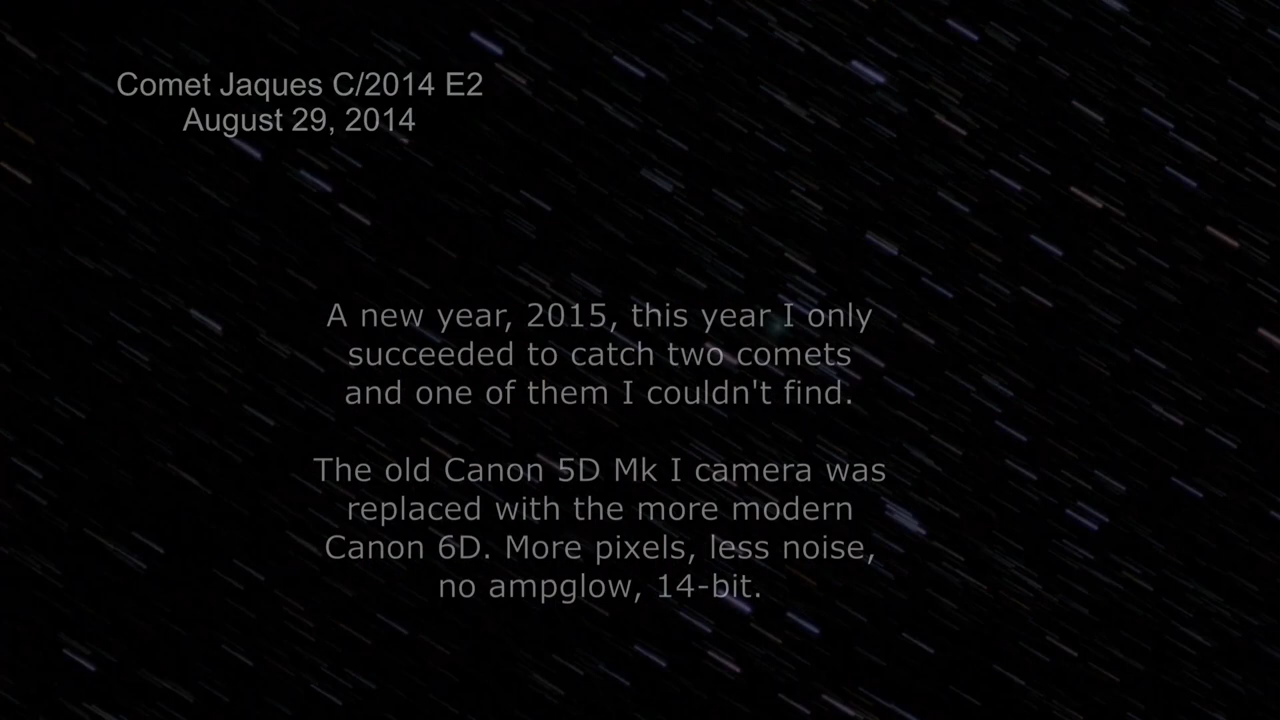 Comet Jaques C/2014 E2
August 29, 2014
A new year, 2015, this year I only
succeeded to catch two comets
and one of them I couldn't find.
The old Canon 5D Mk I camera was
replaced with the more modern
Canon 6D. More pixels, less noise,
no ampglow, 14-bit.